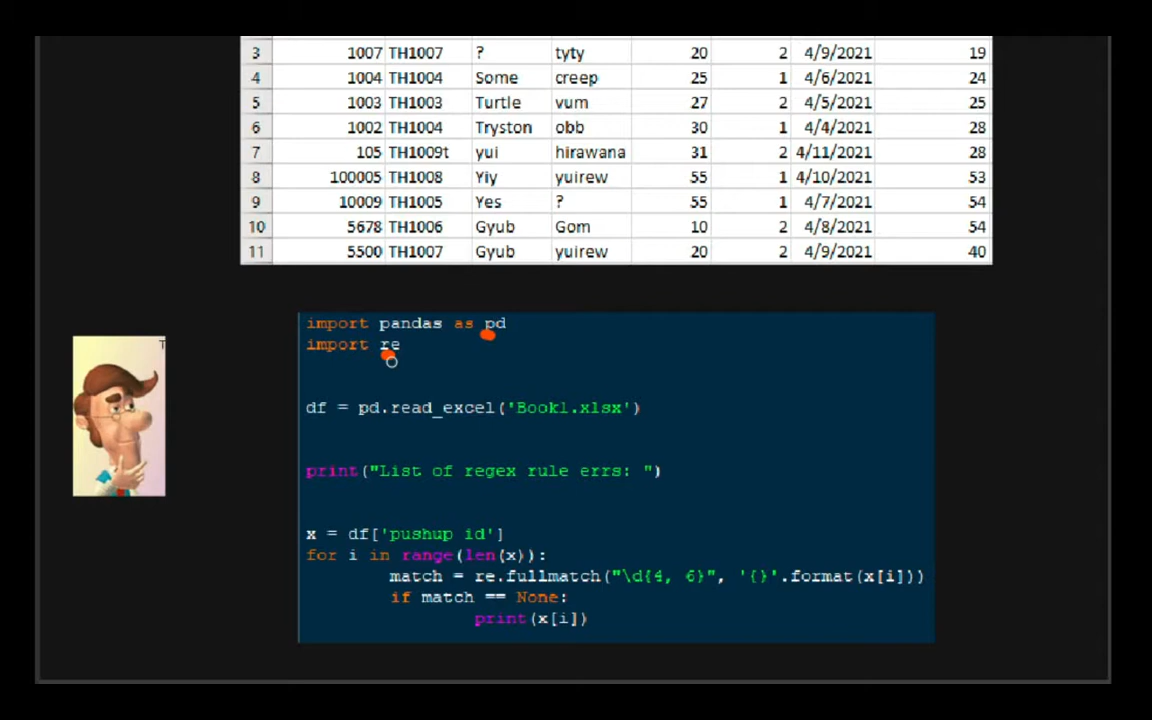 3 1007 TH1007 ? tyty 20 2 4/9/2021 19
4 1004 TH1004 Some creep 25 1 4/6/2021 24
5 1003 TH1003 Turtle vum 27 2 4/5/2021 25
6 1002 TH1004 Tryston obb 30 1 4/4/2021 28
7 105 TH1009t yui hirawana 31 2 4/11/2021 28
8 100005 TH1008 Yiy yuirew 55 1 4/10/2021 53
9 10009 TH1005 Yes ? 55 1 4/7/2021 54
10 5678 TH1006 Gyub Gom 10 2 4/8/2021 54
11 5500 TH1007 Gyub yuirew 20 2 4/9/2021 40
import pandas as pd
import re
df = pd.read_excel('Book1.xlsx')
print("List of regex rule errs: ")
x = df['pushup id']
for i in range(len(x)):
match = re.fullmatch("\d{4, 6}", '{}'.format(x[i]))
if match == None:
print(x[i])
T